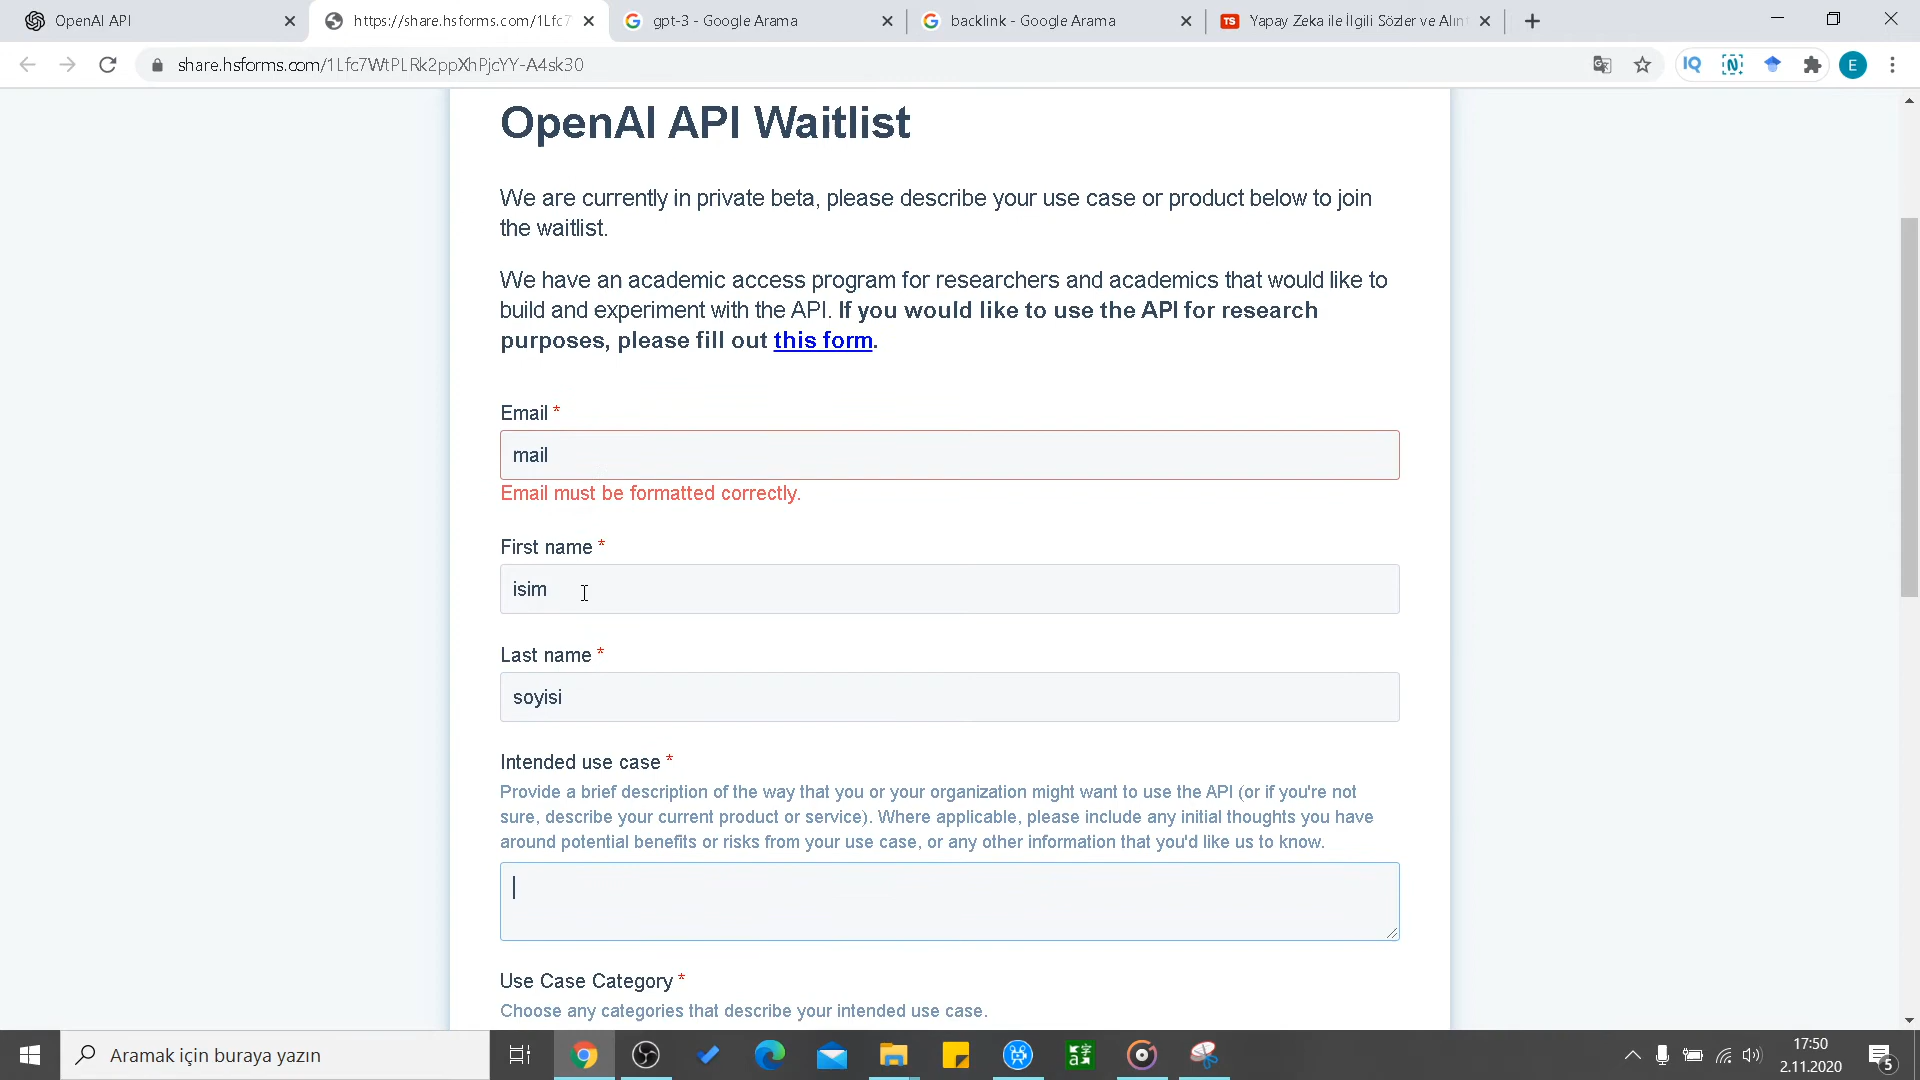 OpenAI API
https://share.hsforms.com/1Lfc7
gpt-3 - Google Arama
backlink - Google Arama
TS
Yapay Zeka ile İlgili Sözler ve Alınt
share.hsforms.com/1Lfc7WtPLRk2ppXhPjcYY-A4sk30
IQ
N
E
OpenAI API Waitlist
We are currently in private beta, please describe your use case or product below to join
the waitlist.
We have an academic access program for researchers and academics that would like to
build and experiment with the API. If you would like to use the API for research
purposes, please fill out this form.
Email *
mail
Email must be formatted correctly.
First name *
isim
Last name *
soyisi
Intended use case *
Provide a brief description of the way that you or your organization might want to use the API (or if you're not
sure, describe your current product or service). Where applicable, please include any initial thoughts you have
around potential benefits or risks from your use case, or any other information that you'd like us to know.
Use Case Category *
Choose any categories that describe your intended use case.
Aramak için buraya yazın
17:50
2.11.2020
5